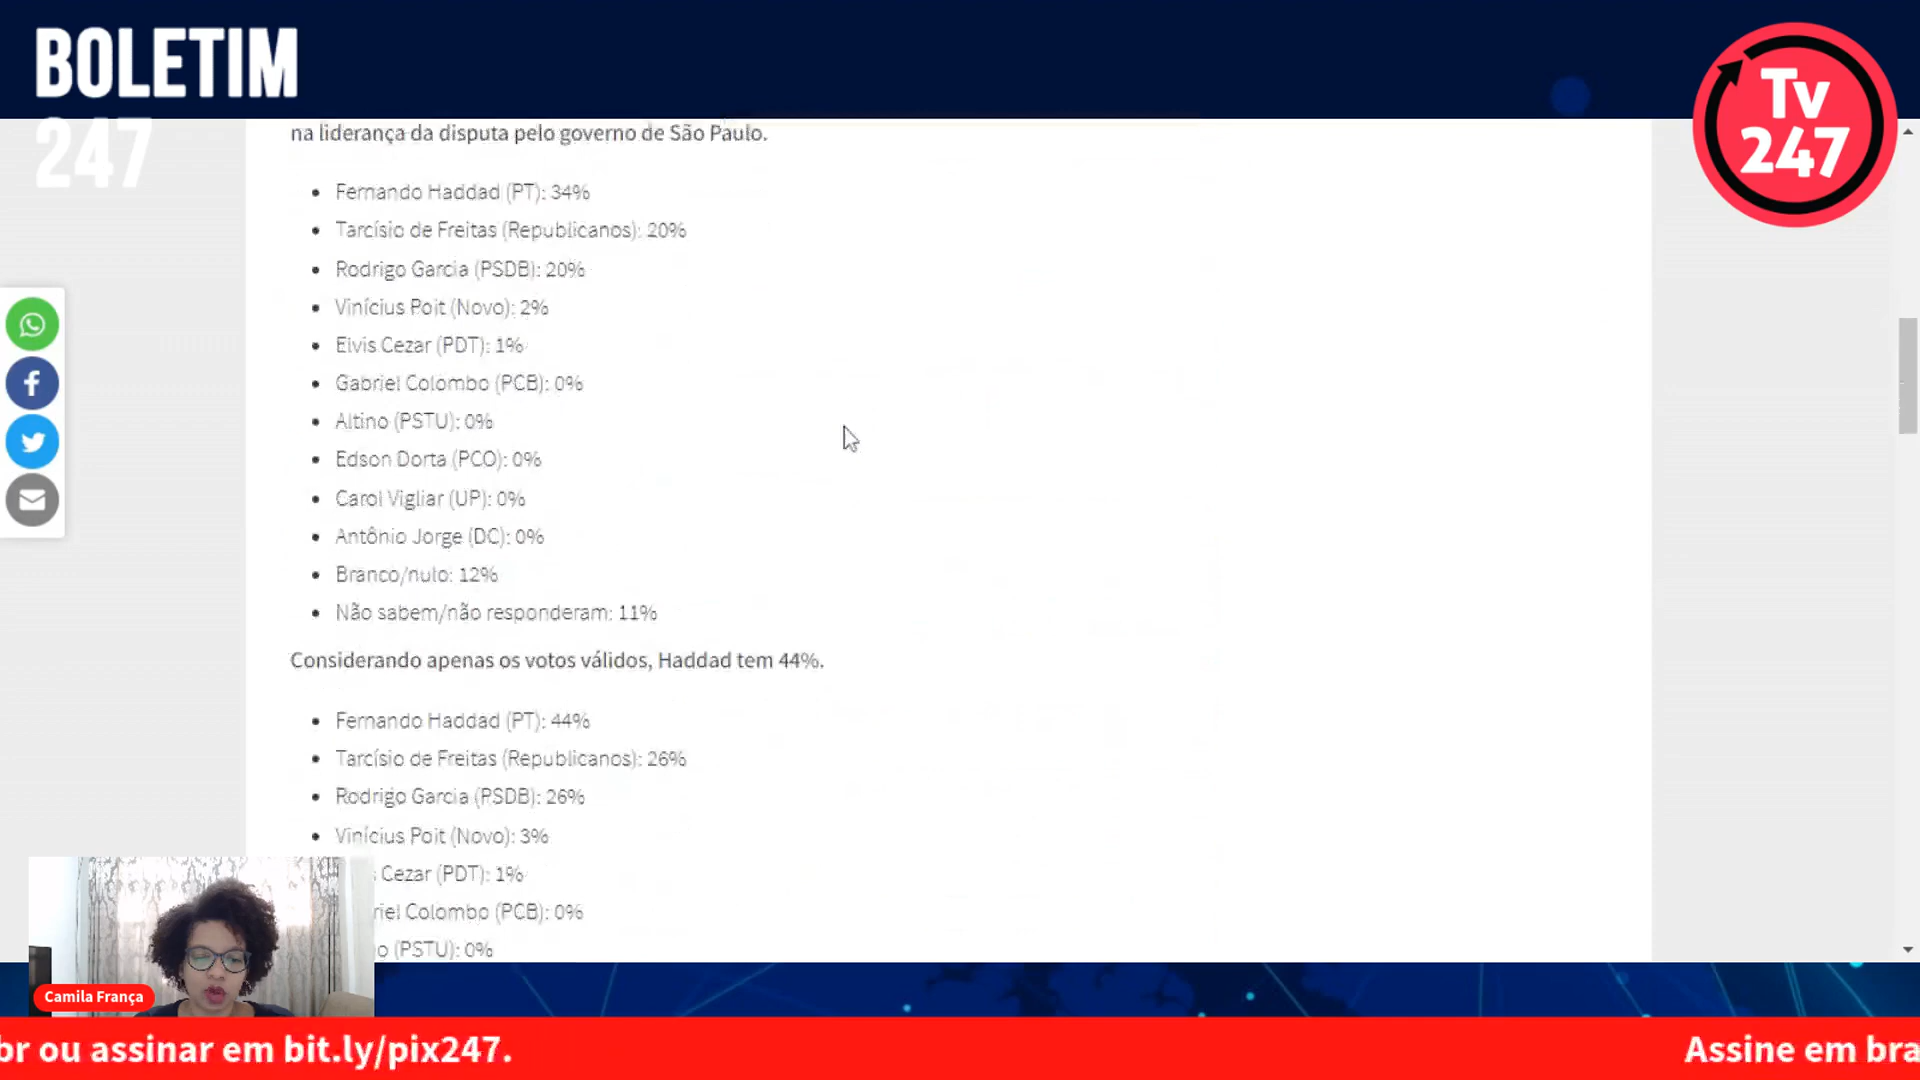 BOLETIM
247
Tv
247
na liderança da disputa pelo governo de São Paulo.
Fernando Haddad (PT): 34%
Tarcísio de Freitas (Republicanos): 20%
Rodrigo Garcia (PSDB): 20%
Vinícius Poit (Novo): 2%
Elvis Cezar (PDT): 1%
Gabriel Colombo (PCB): 0%
Altino (PSTU): 0%
Edson Dorta (PCO): 0%
Carol Vigliar (UP): 0%
Antônio Jorge (DC): 0%
Branco/nulo: 12%
Não sabem/não responderam: 11%
Considerando apenas os votos válidos, Haddad tem 44%.
Fernando Haddad (PT): 44%
Tarcísio de Freitas (Republicanos): 26%
Rodrigo Garcia (PSDB): 26%
Vinícius Poit (Novo): 3%
s Cezar (PDT): 1%
riel Colombo (PCB): 0%
o (PSTU): 0%
Camila França
br ou assinar em bit.ly/pix247.
Assine em bra